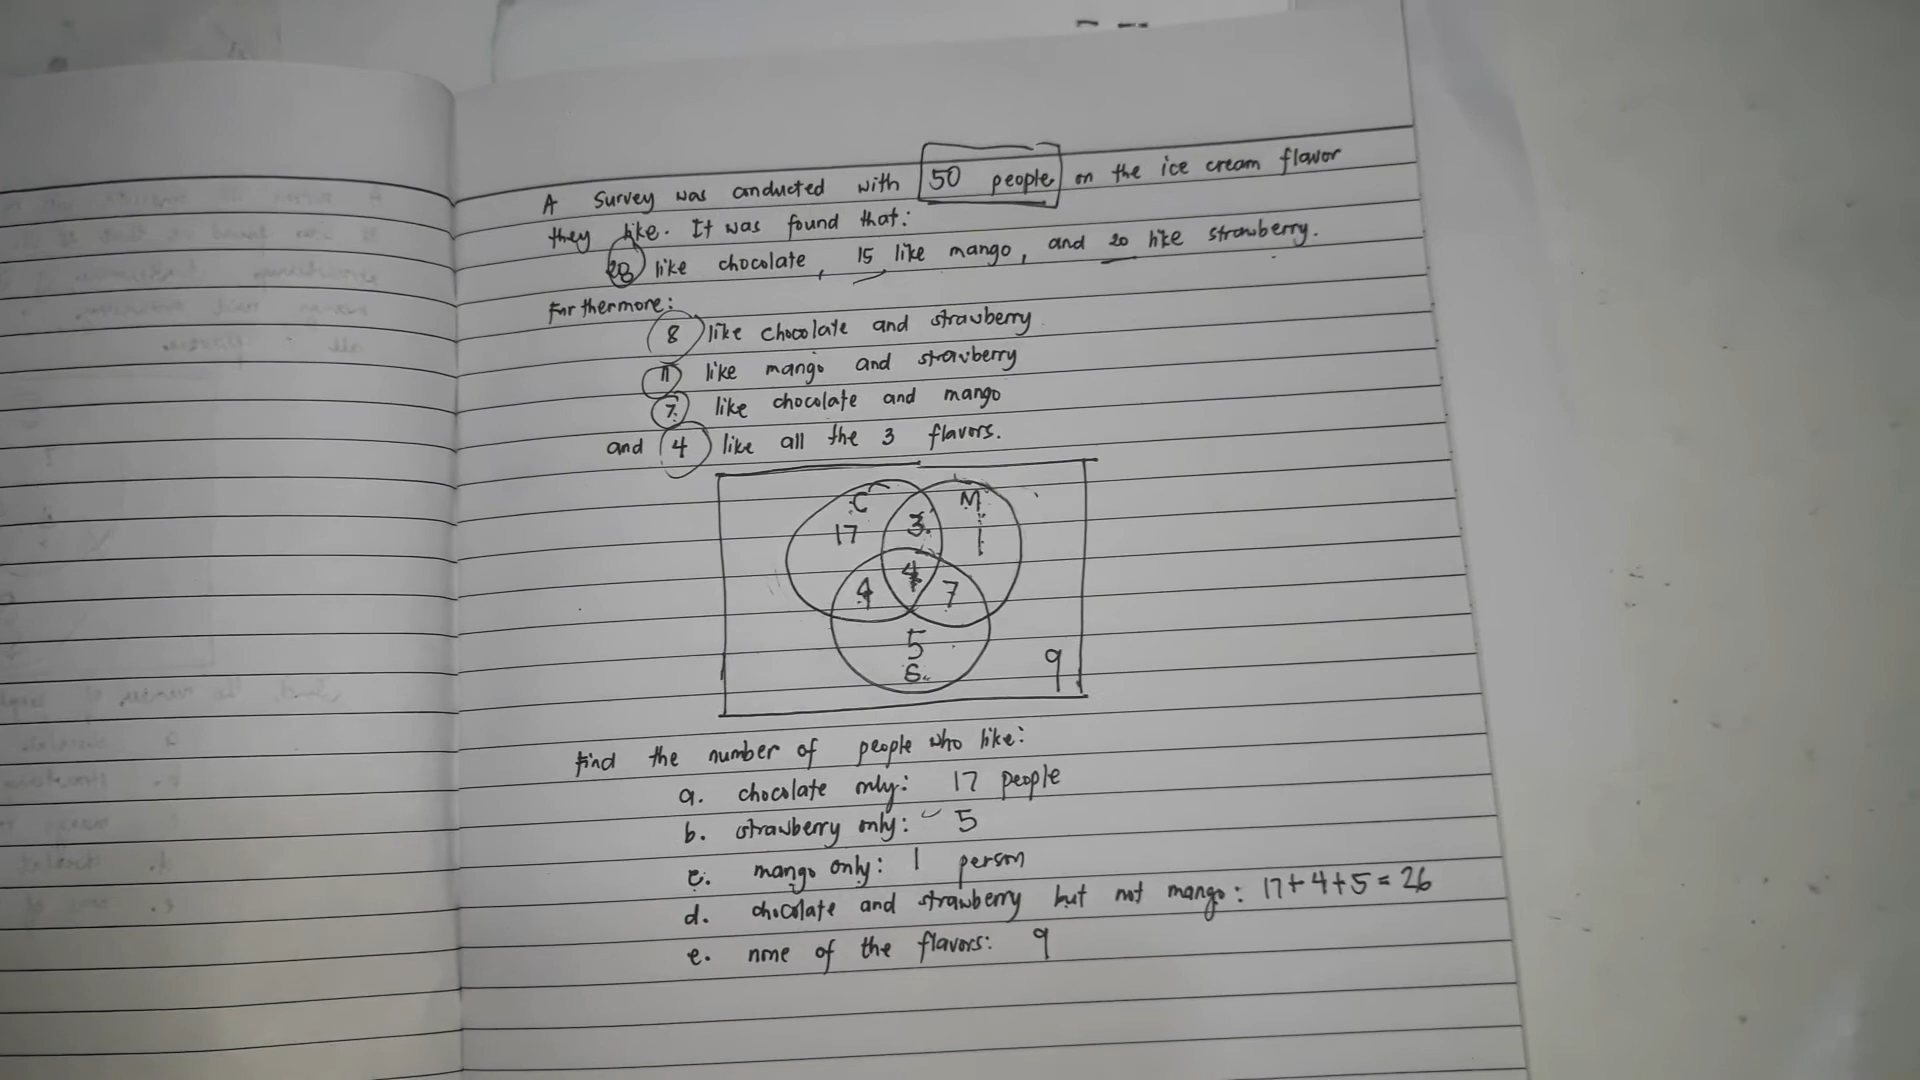 A Survey was conducted with 50 people on the ice cream flavor
they like. It was found that:
28 like chocolate, 15 like mango, and 20 like strawberry.
Furthermore:
8 like chocolate and strawberry
11 like mango and strawberry
7 like chocolate and mango
and 4 like all the 3 flavors.
C M
17 3 1
4
4 7
5
S
9
Find the number of people who like:
a. chocolate only: 17 people
b. strawberry only: 5
c. mango only: 1 person
d. chocolate and strawberry but not mango: 17+4+5=26
e. none of the flavors: 9